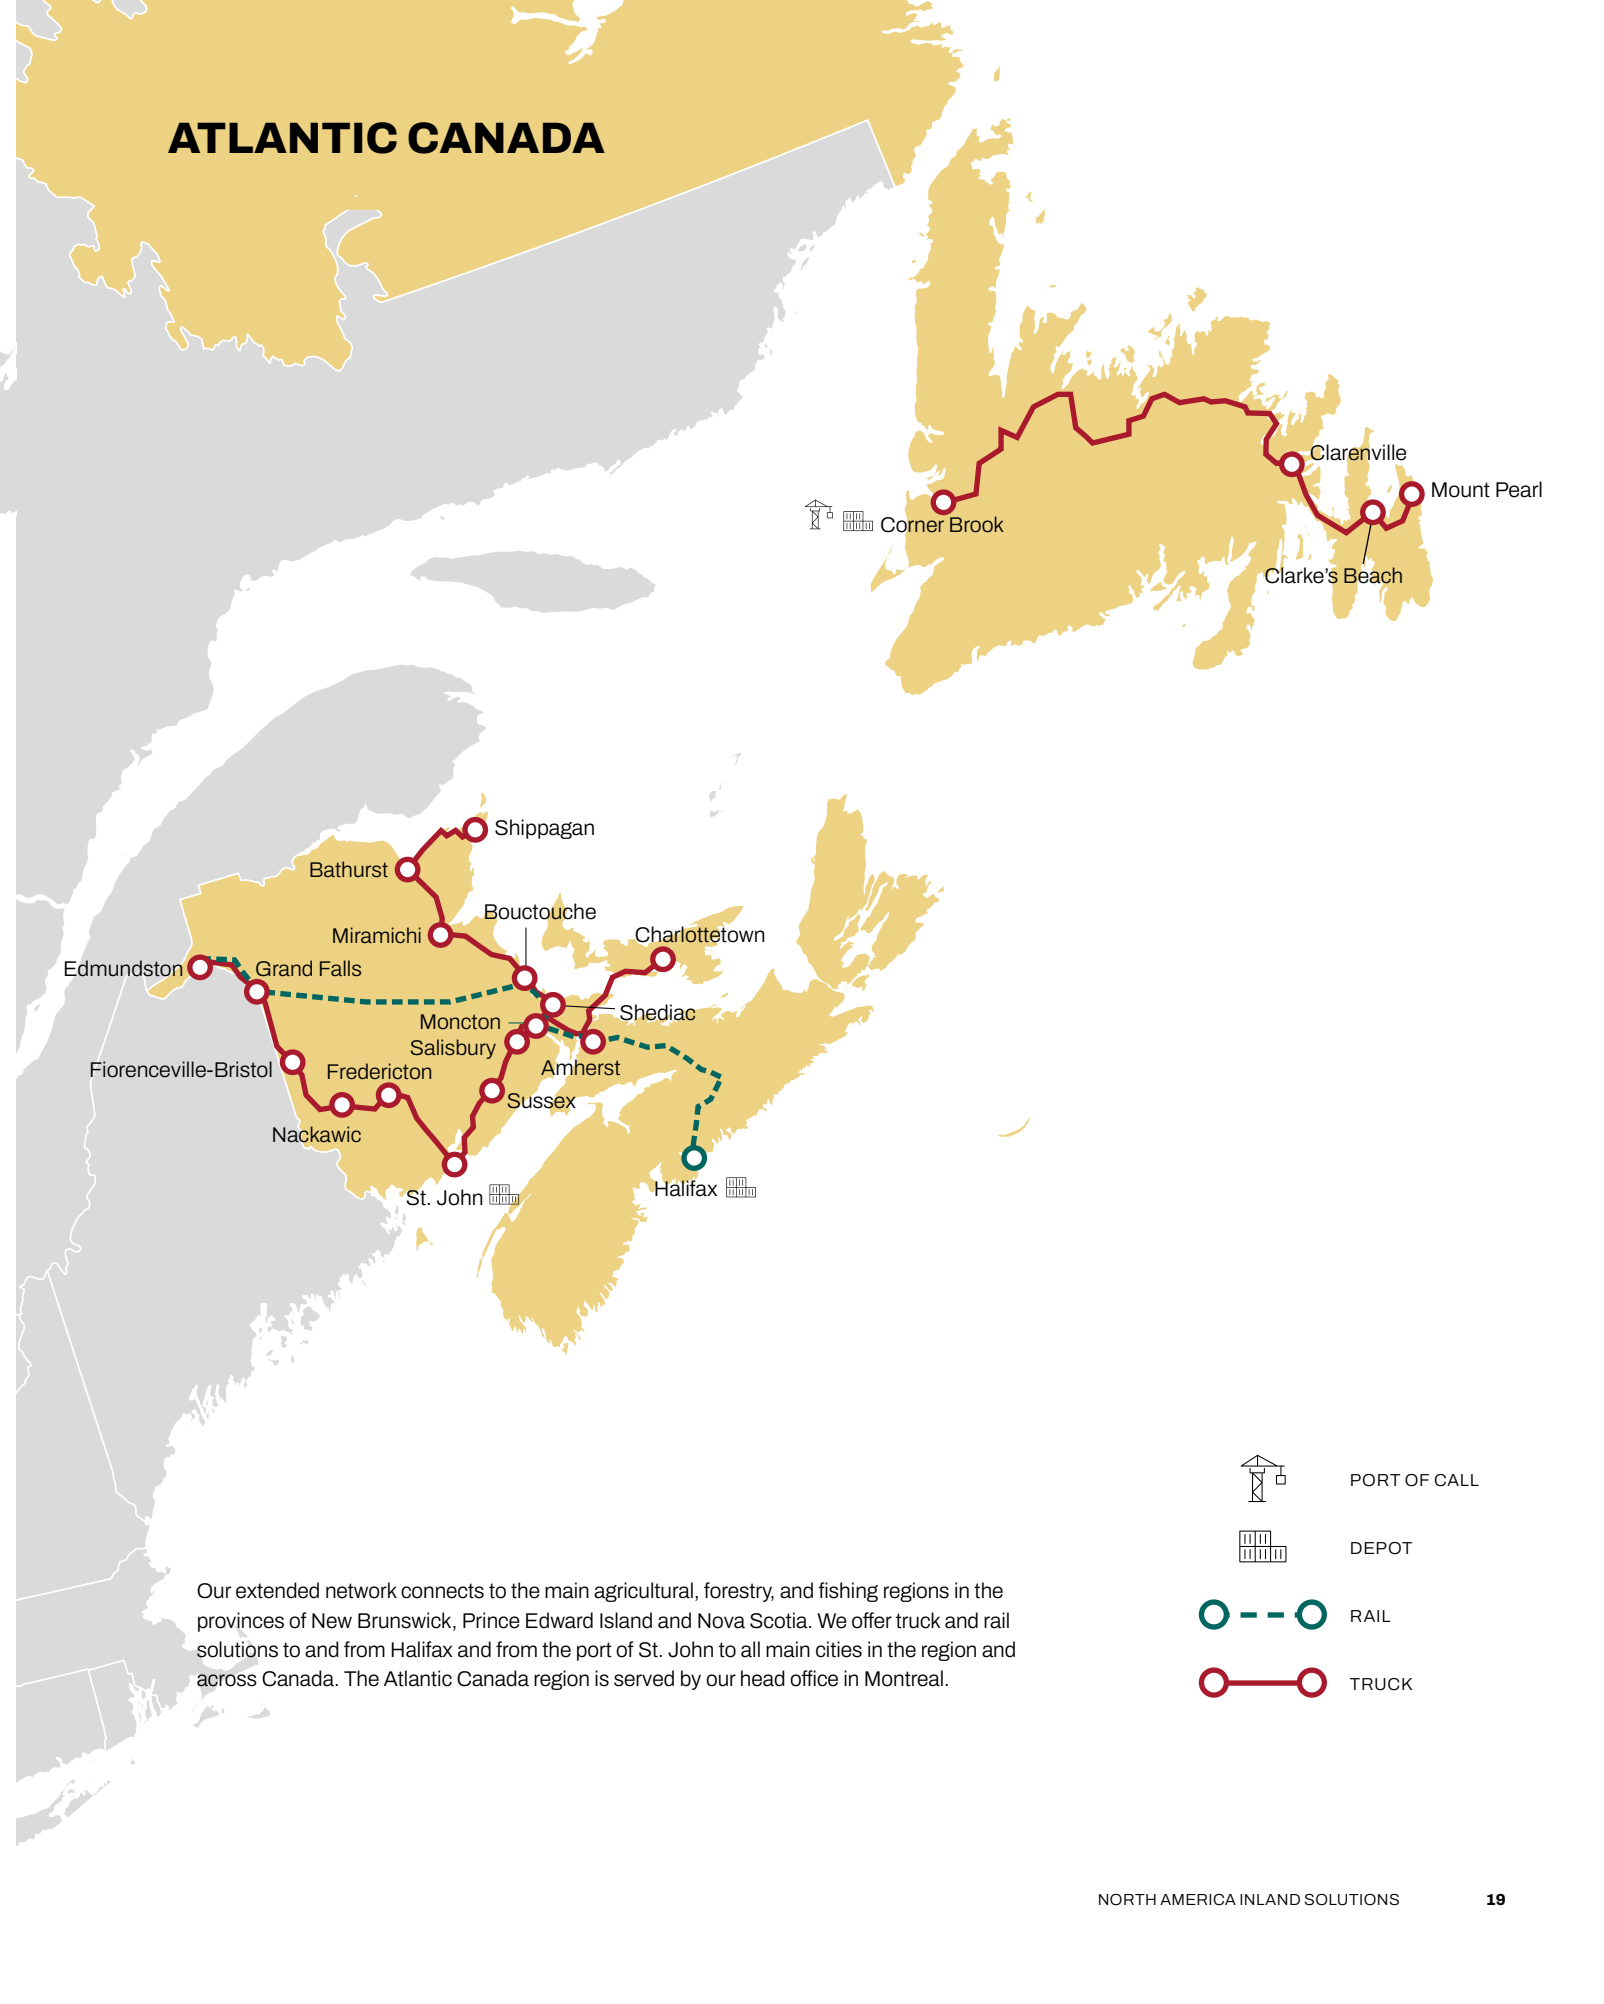 ATLANTIC CANADA
Clarenville
Mount Pearl
Corner Brook
Clarke's Beach
Shippagan
Bathurst
Bouctouche
Miramichi
Charlottetown
Edmundston
Grand Falls
Shediac
Moncton
Salisbury
Amherst
Fiorenceville-Bristol
Fredericton
Sussex
Nackawic
Halifax
St. John
PORT OF CALL
DEPOT
RAIL
TRUCK
Our extended network connects to the main agricultural, forestry, and fishing regions in the
provinces of New Brunswick, Prince Edward Island and Nova Scotia. We offer truck and rail
solutions to and from Halifax and from the port of St. John to all main cities in the region and
across Canada. The Atlantic Canada region is served by our head office in Montreal.
NORTH AMERICA INLAND SOLUTIONS 19